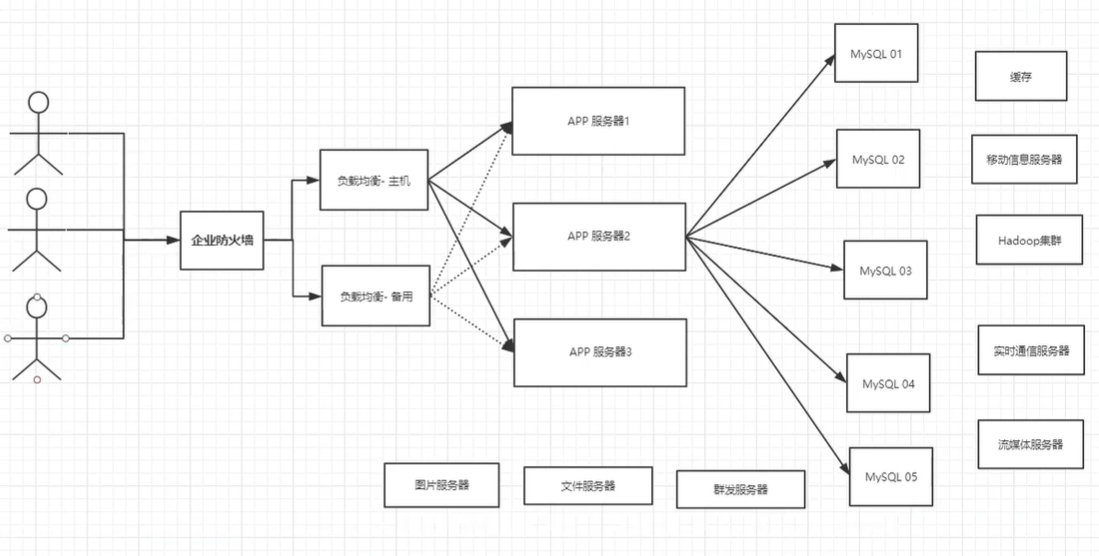 企业防火墙
负载均衡- 主机
负载均衡- 备用
APP 服务器1
APP 服务器2
APP 服务器3
MySQL 01
MySQL 02
MySQL 03
MySQL 04
MySQL 05
缓存
移动信息服务器
Hadoop集群
实时通信服务器
流媒体服务器
图片服务器
文件服务器
群发服务器